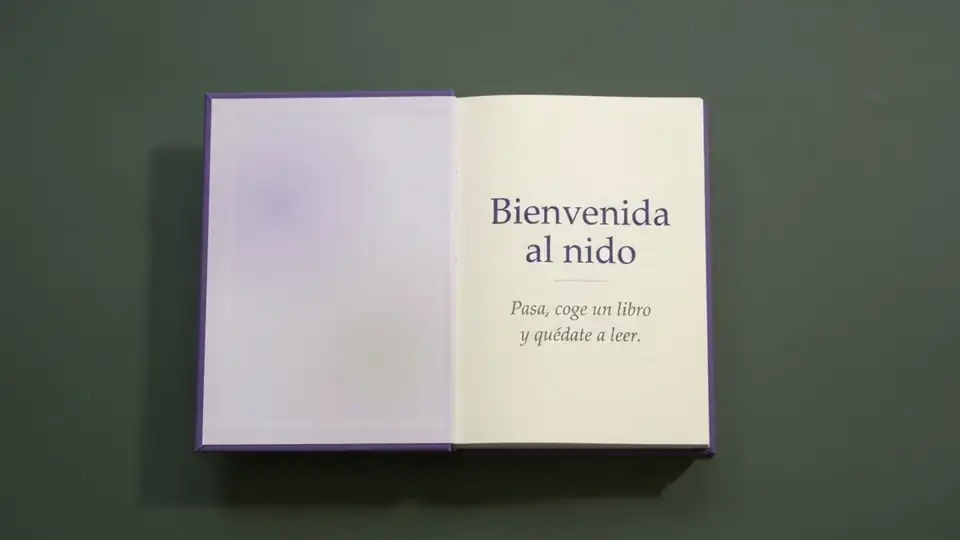 Bienvenida
al nido
Pasa, coge un libro
y quédate a leer.